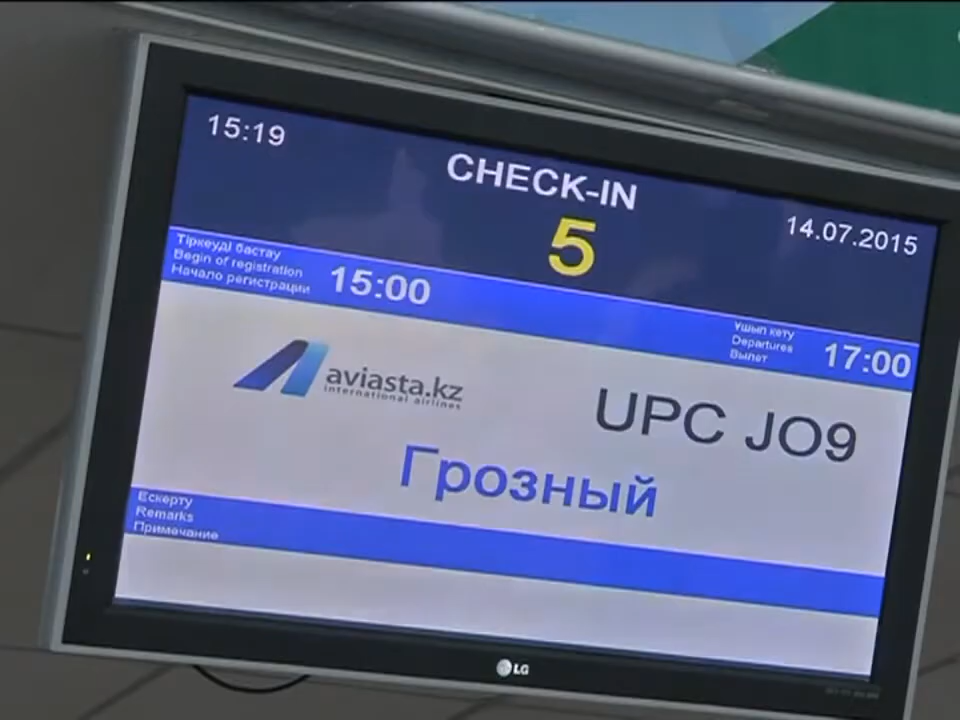 15:19
CHECK-IN
5
14.07.2015
Тіркеуді бастау
Begin of registration
Начало регистрации
15:00
Ұшып кету
Departures
Вылет
17:00
aviasta.kz
international airlines
UPC JO9
Грозный
Ескерту
Remarks
Примечание
LG